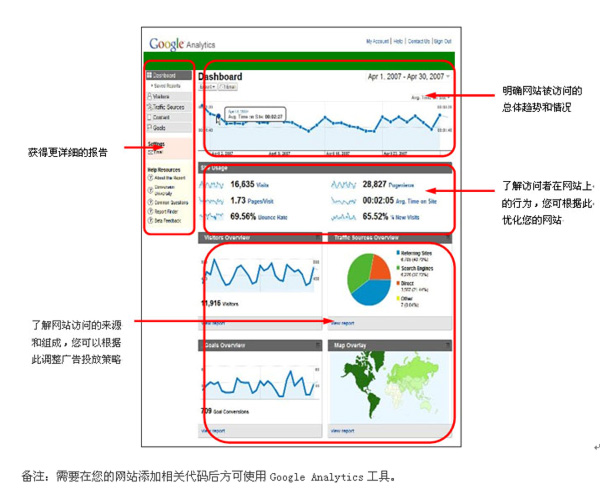 Google Analytics
My Account | Help | Contact Us | Sign Out
Dashboard
Saved Reports
Visitors
Traffic Sources
Content
Goals
Settings
Email
Help Resources
About this Report
Conversion
University
Common Questions
Report Finder
Beta Feedback
Dashboard
Apr 1, 2007 - Apr 30, 2007
Export
Avg. Time on Site 00:02:27
Site Usage
16,635 Visits
28,827 Pageviews
1.73 Pages/Visit
00:02:05 Avg. Time on Site
69.56% Bounce Rate
65.52% % New Visits
Visitors Overview
11,916 Visitors
view report
Traffic Sources Overview
Referring Sites
Search Engines
Direct
Other
view report
Goals Overview
709 Goal Conversions
view report
Map Overlay
view report
获得更详细的报告
了解网站访问的来源
和组成，您可以根据
此调整广告投放策略
明确网站被访问的
总体趋势和情况
了解访问者在网站上
的行为，您可根据此
优化您的网站
备注：需要在您的网站添加相关代码后方可使用 Google Analytics 工具。